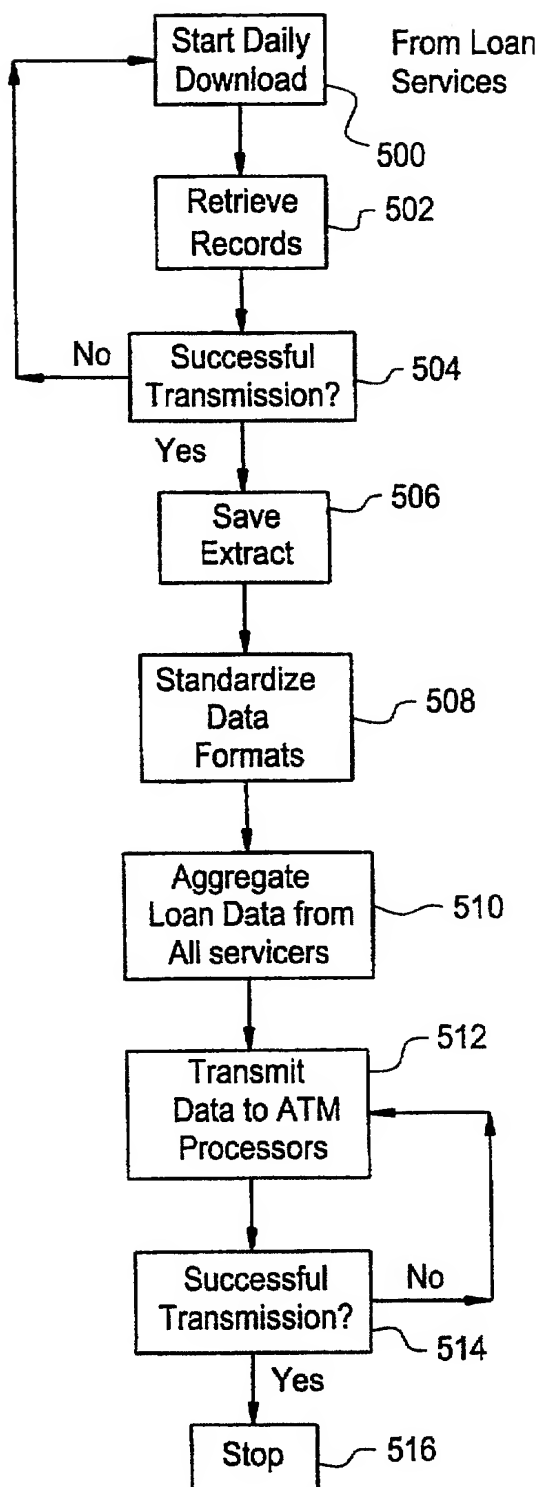 Start Daily
Download
From Loan
Services
500
Retrieve
Records
502
Successful
Transmission?
504
No
Yes
506
Save
Extract
Standardize
Data
Formats
508
Aggregate
Loan Data from
All servicers
510
512
Transmit
Data to ATM
Processors
Successful
Transmission?
No
514
Yes
Stop
516